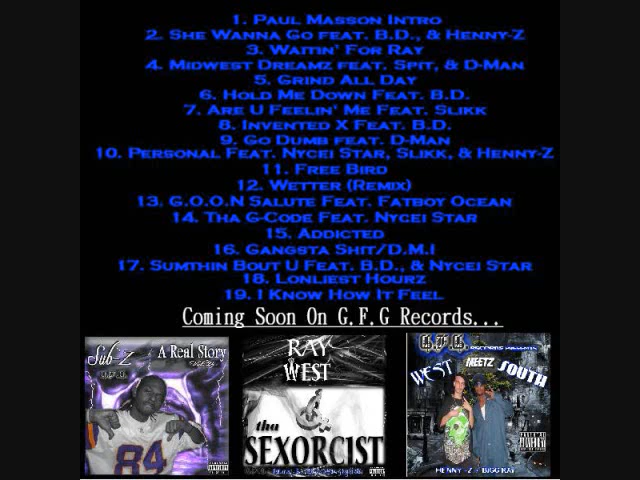 1. Paul Masson Intro
2. She Wanna Go feat. B.D., & Henny-Z
3. Waitin' For Ray
4. Midwest Dreamz feat. Spit, & D-Man
5. Grind All Day
6. Hold Me Down Feat. B.D.
7. Are U Feelin' Me Feat. Slikk
8. Invented X Feat. B.D.
9. Go Dumb feat. D-Man
10. Personal Feat. Nycei Star, Slikk, & Henny-Z
11. Free Bird
12. Wetter (Remix)
13. G.O.O.N Salute Feat. Fatboy Ocean
14. Tha G-Code Feat. Nycei Star
15. Addicted
16. Gangsta Shit/D.M.I
17. Sumthin Bout U Feat. B.D., & Nycei Star
18. Lonliest Hourz
19. I Know How It Feel
Coming Soon On G.F.G Records...
Sub-Z
A Real Story
84
RAY
WEST
tha
SEXORCIST
G.F.G.
WEST MEETZ SOUTH
HENNY-Z
BIGG RAY